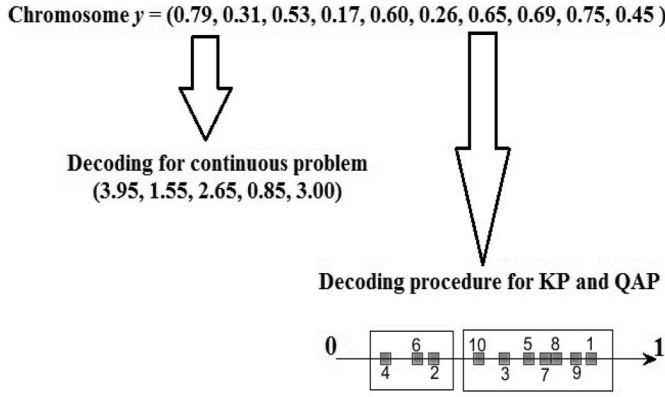 Chromosome y = (0.79, 0.31, 0.53, 0.17, 0.60, 0.26, 0.65, 0.69, 0.75, 0.45 )
Decoding for continuous problem
(3.95, 1.55, 2.65, 0.85, 3.00)
Decoding procedure for KP and QAP
0 6 10 5 8 1 1
4 2 3 7 9